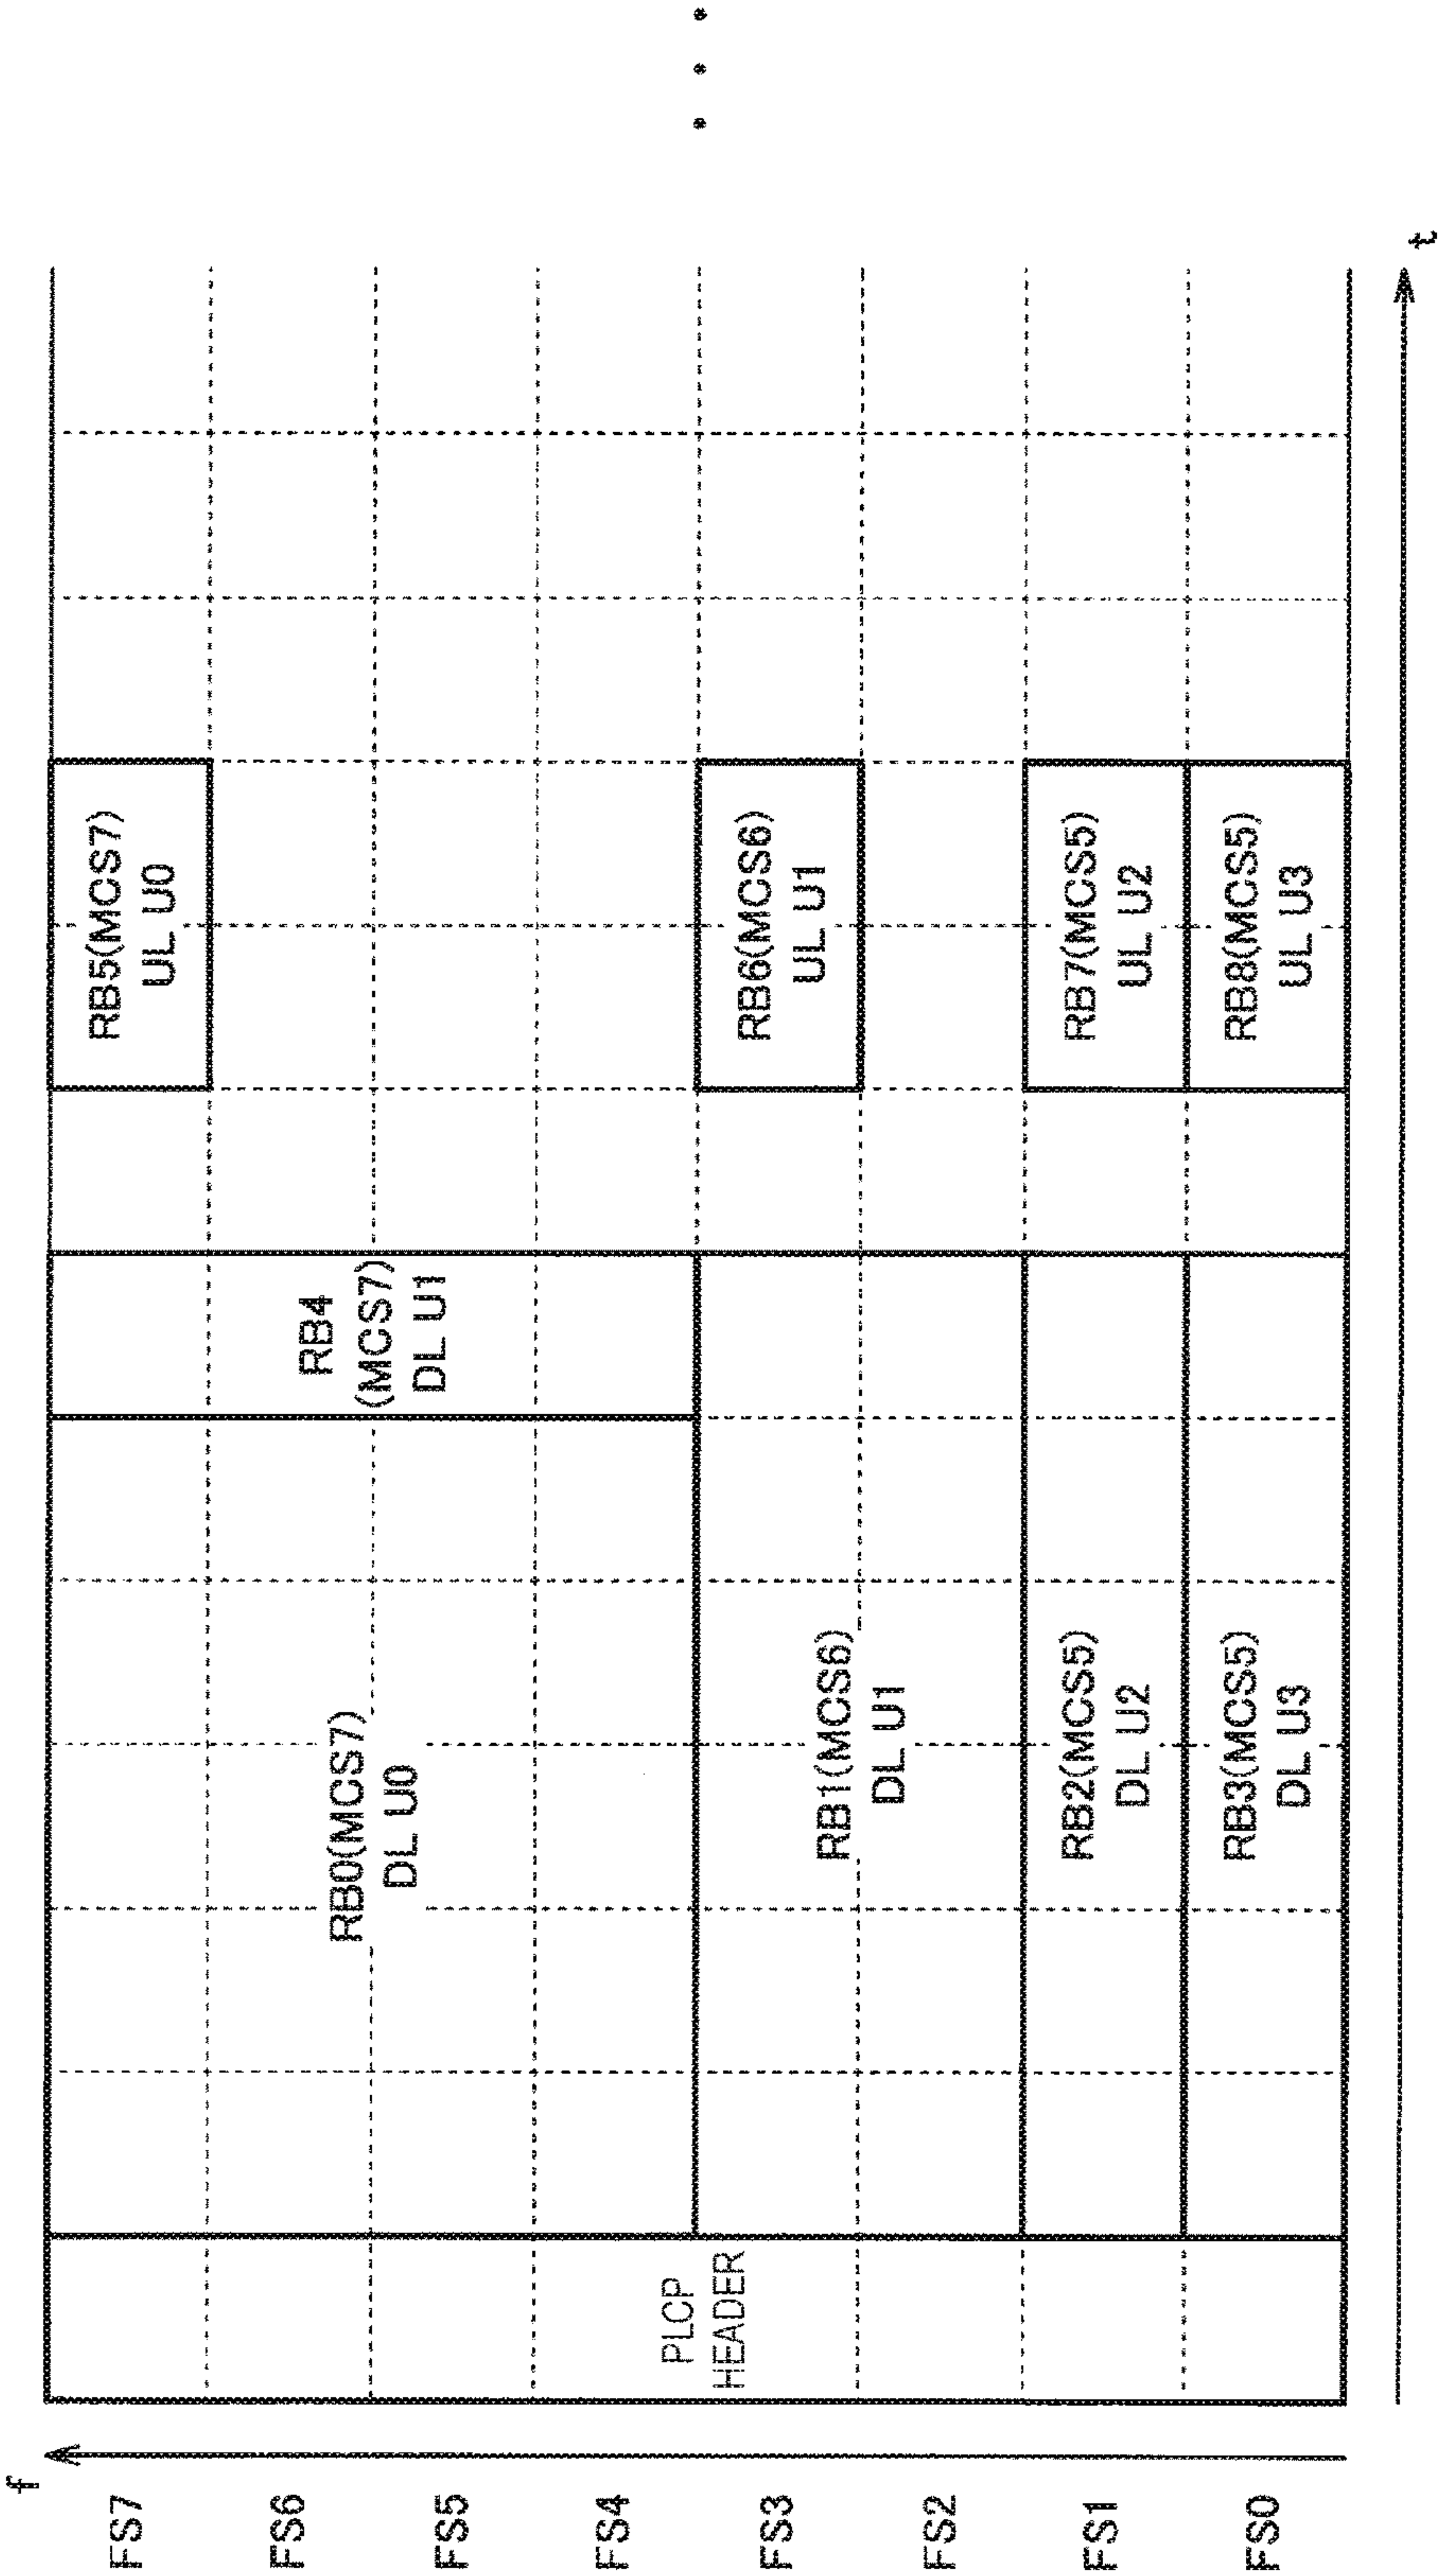 f
FS7
FS6
FS5
FS4
FS3
FS2
FS1
FS0
PLCP
HEADER
RB0(MCS7)
DL U0
RB1(MCS6)
DL U1
RB2(MCS5)
DL U2
RB3(MCS5)
DL U3
RB4
(MCS7)
DL U1
RB5(MCS7)
UL U0
RB6(MCS6)
UL U1
RB7(MCS5)
UL U2
RB8(MCS5)
UL U3
t